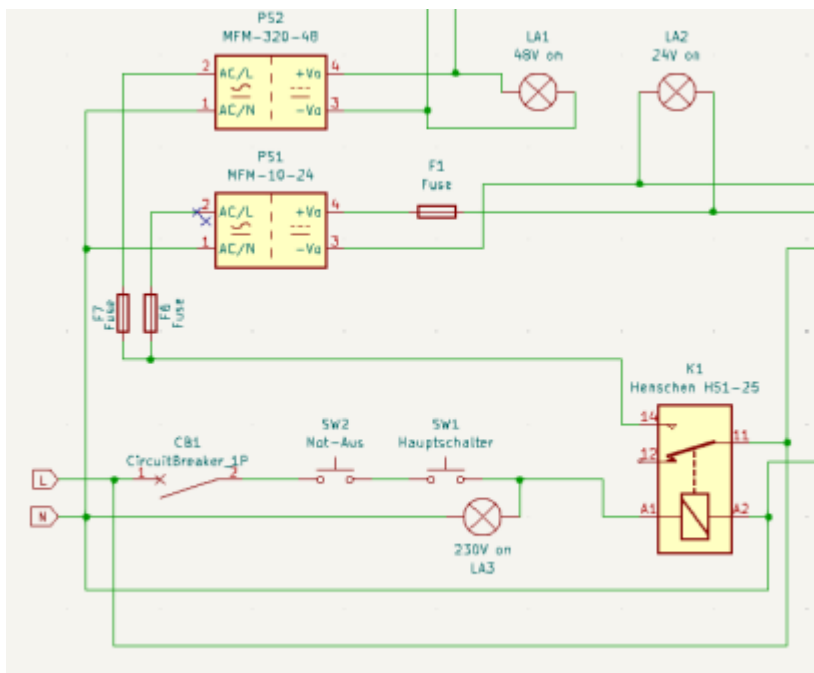 PS2
MFM-320-48
2 AC/L +Vo 4
1 AC/N -Vo 3
LA1
48V on
LA2
24V on
PS1
MFM-10-24
2 AC/L +Vo 4
1 AC/N -Vo 3
F1
Fuse
F7
Fuse
Fuse
K1
Henschen H51-25
14
11
12
A1
A2
SW2
Not-Aus
SW1
Hauptschalter
CB1
CircuitBreaker_1P
1
2
L
N
230V on
LA3